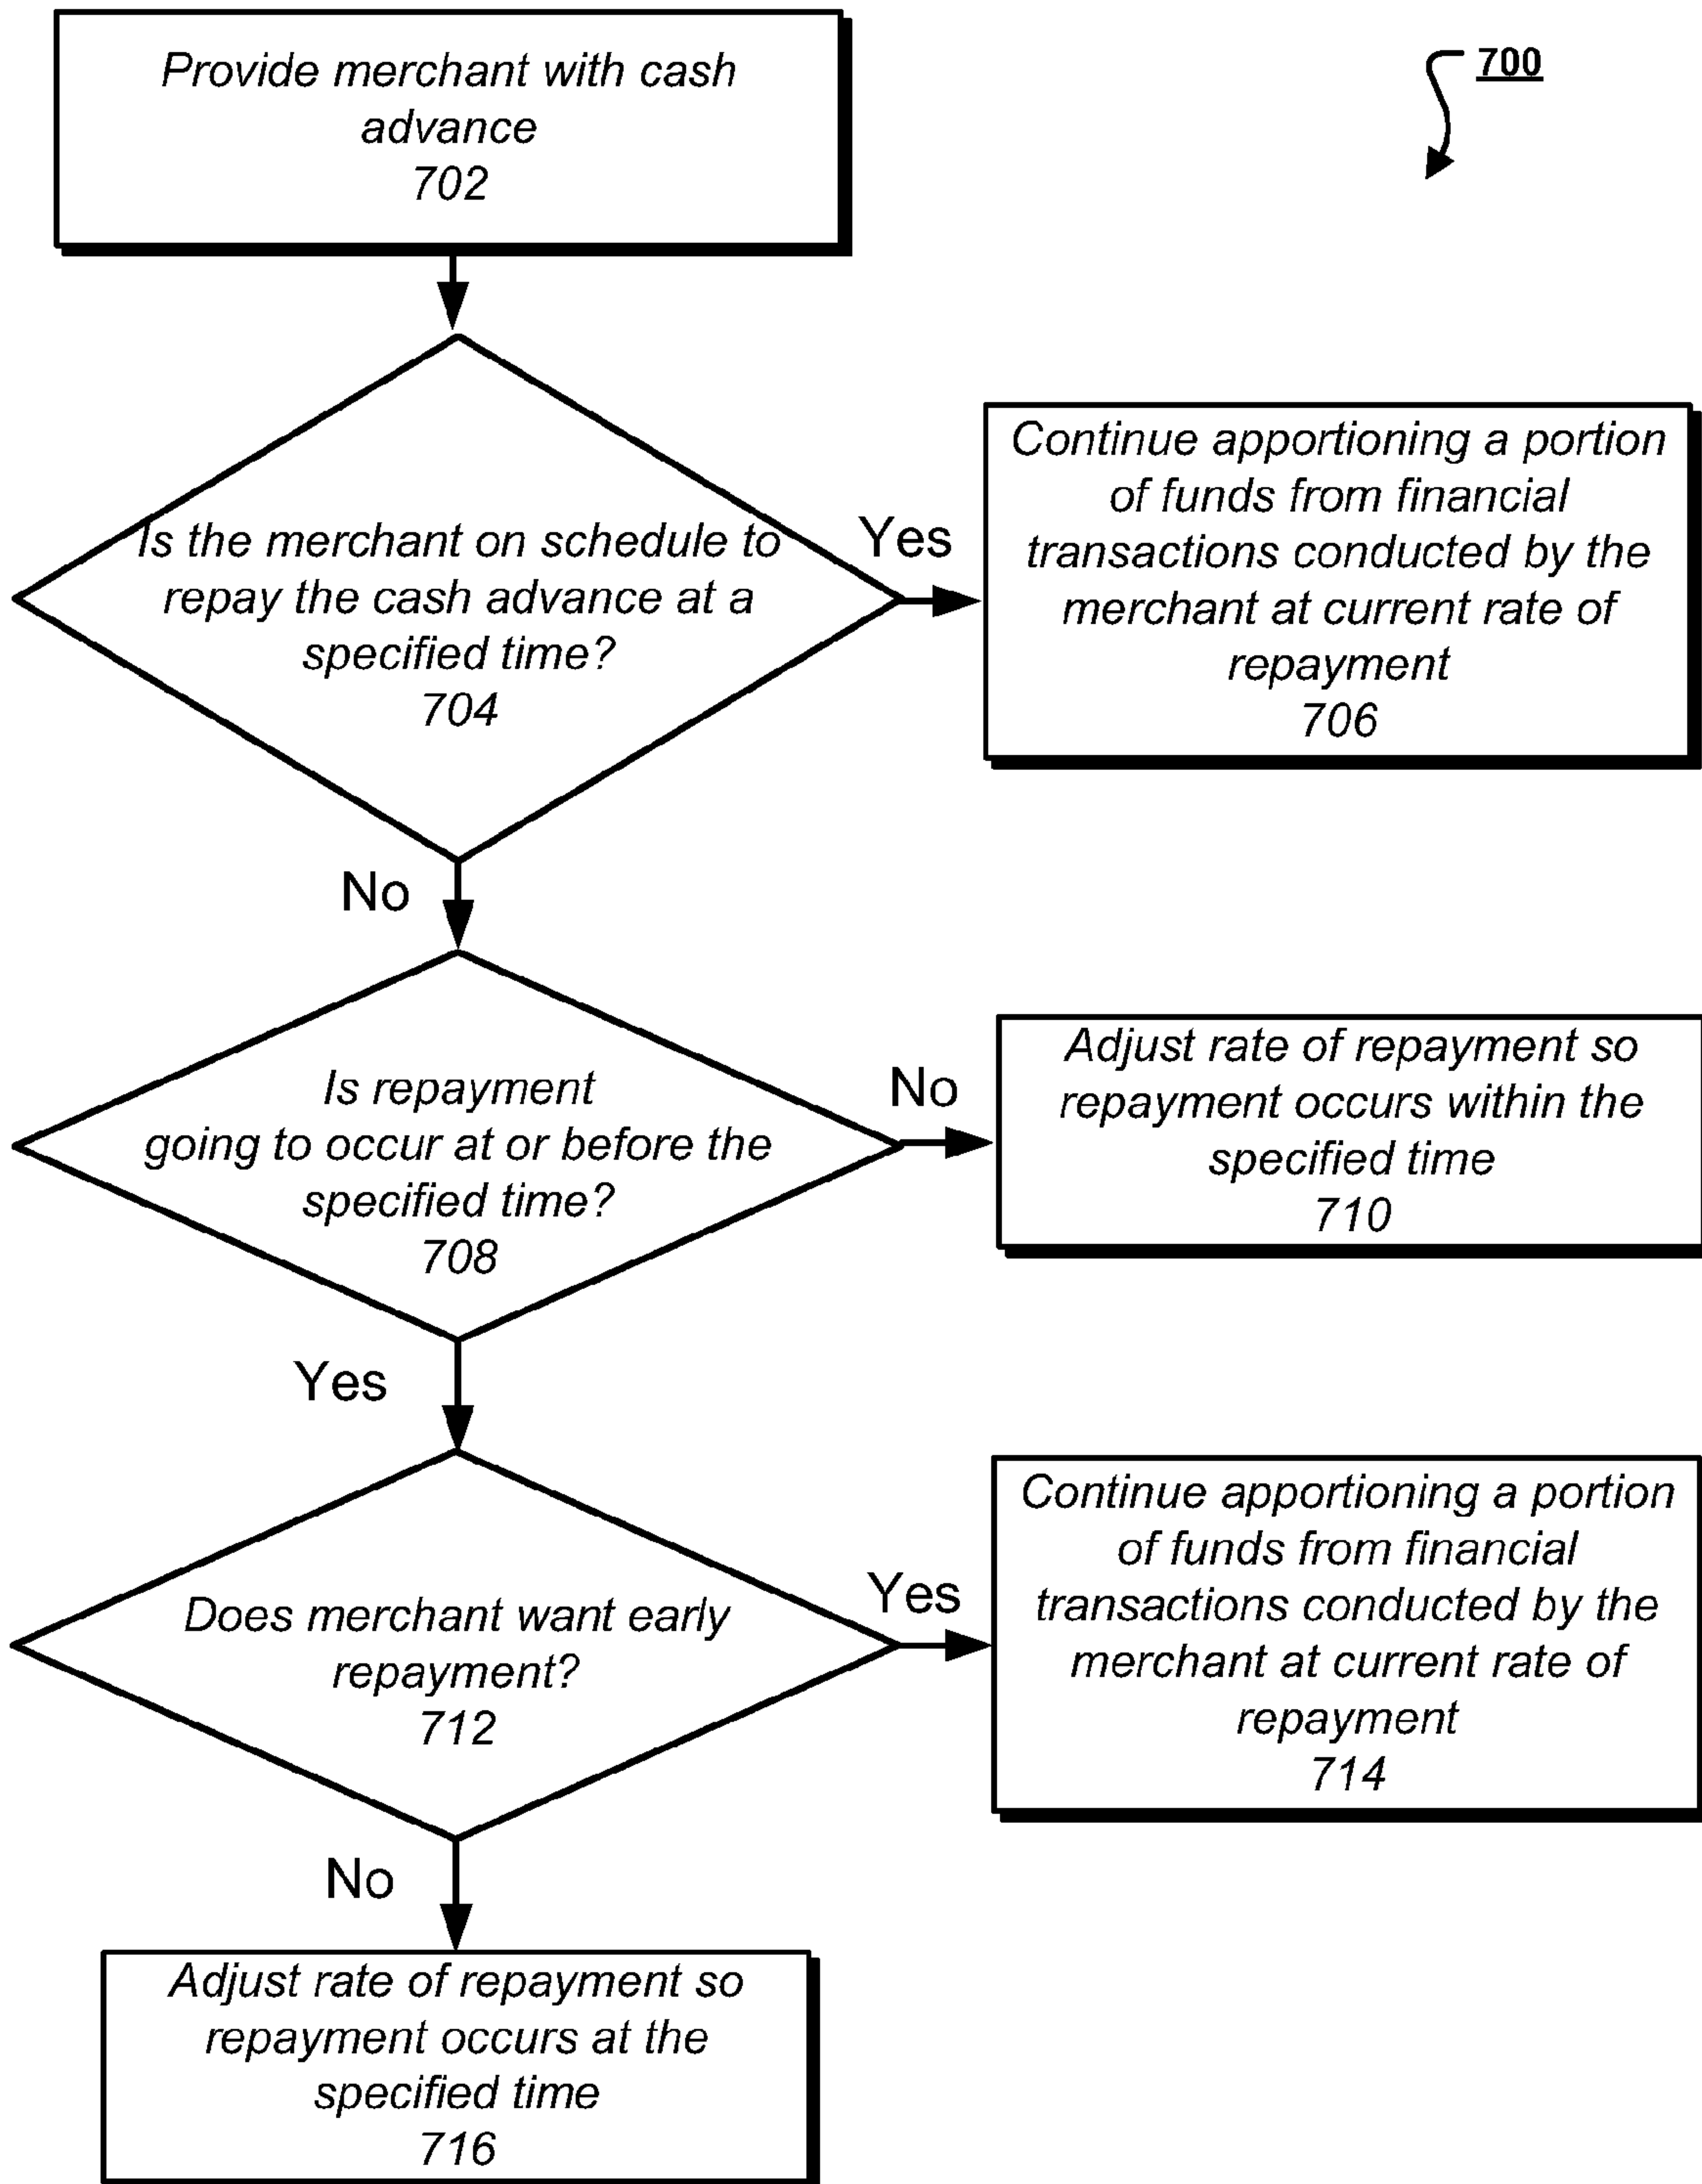 Provide merchant with cash
advance
702
700
Is the merchant on schedule to
repay the cash advance at a
specified time?
704
Yes
Continue apportioning a portion
of funds from financial
transactions conducted by the
merchant at current rate of
repayment
706
No
Is repayment
going to occur at or before the
specified time?
708
No
Adjust rate of repayment so
repayment occurs within the
specified time
710
Yes
Does merchant want early
repayment?
712
Yes
Continue apportioning a portion
of funds from financial
transactions conducted by the
merchant at current rate of
repayment
714
No
Adjust rate of repayment so
repayment occurs at the
specified time
716